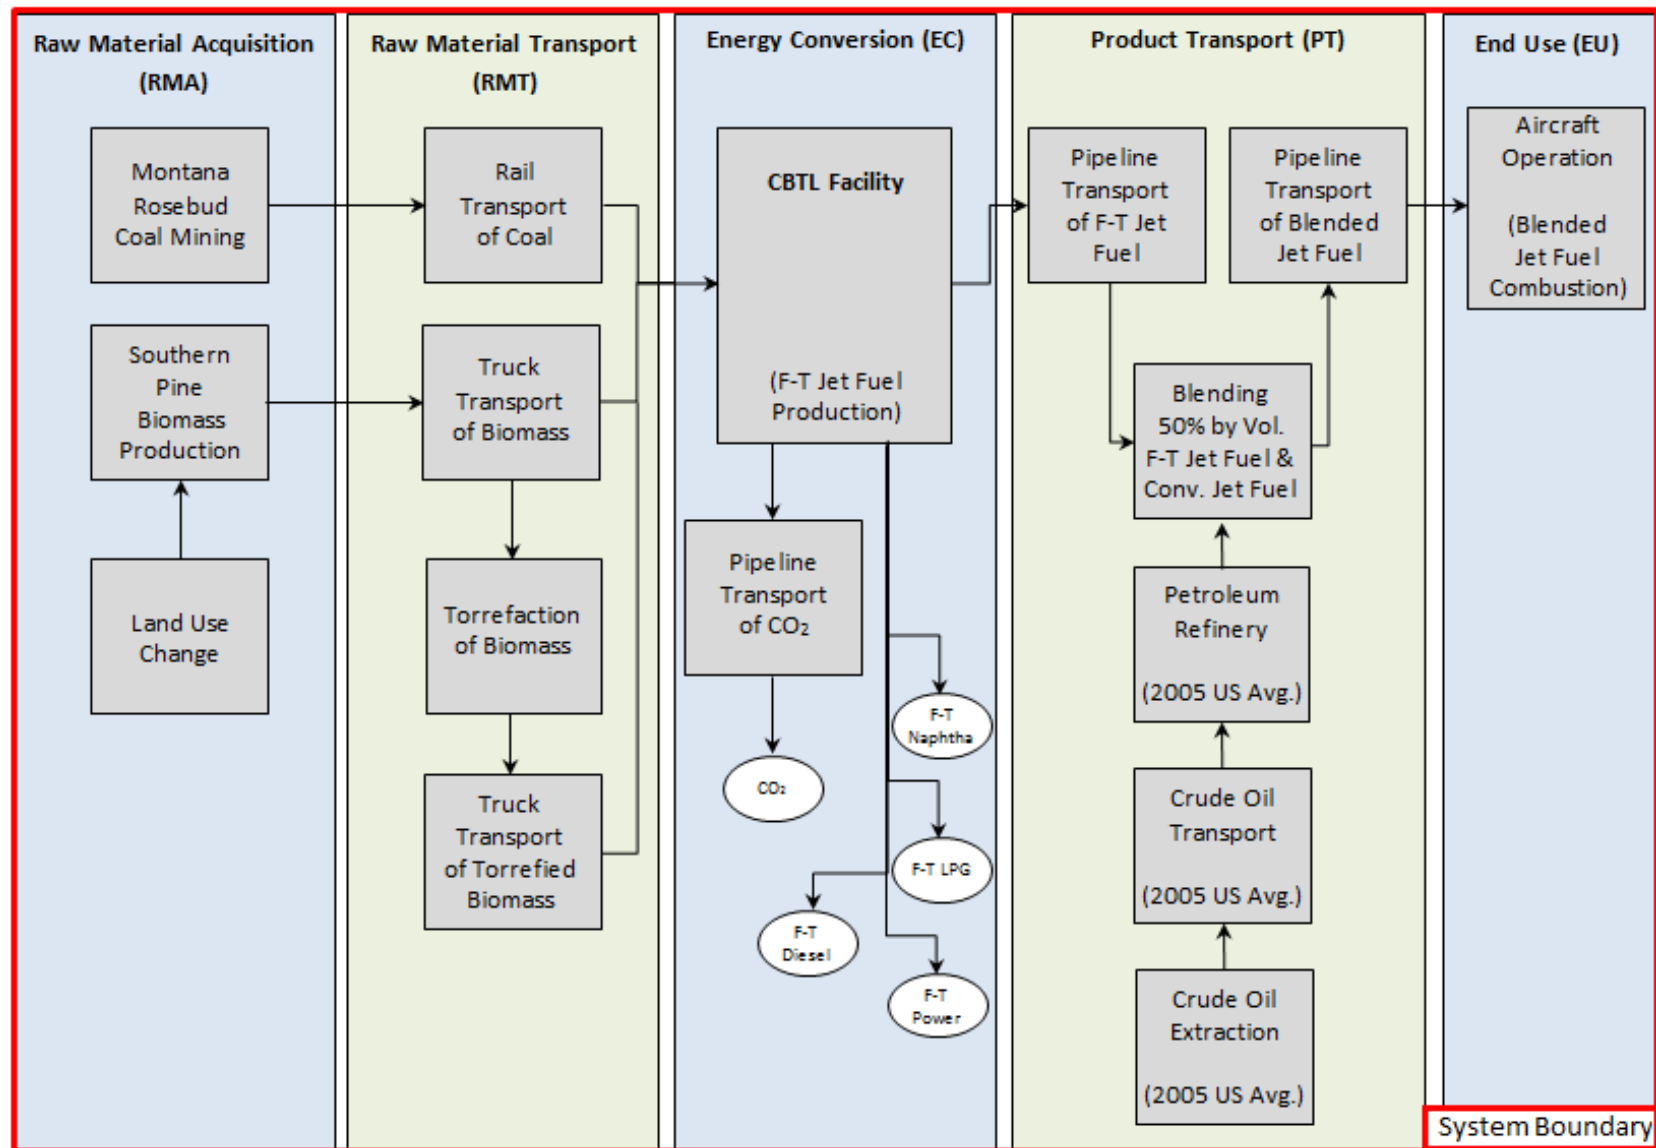 Raw Material Acquisition
(RMA)
Montana
Rosebud
Coal Mining
Southern
Pine
Biomass
Production
Land Use
Change
Raw Material Transport
(RMT)
Rail
Transport
of Coal
Truck
Transport
of Biomass
Torrefaction
of Biomass
Truck
Transport
of Torrefied
Biomass
Energy Conversion (EC)
CBTL Facility
(F-T Jet Fuel
Production)
Pipeline
Transport
of CO₂
CO₂
F-T
Naphtha
F-T LPG
F-T
Diesel
F-T
Power
Product Transport (PT)
Pipeline
Transport
of F-T Jet
Fuel
Pipeline
Transport
of Blended
Jet Fuel
Blending
50% by Vol.
F-T Jet Fuel &
Conv. Jet Fuel
Petroleum
Refinery
(2005 US Avg.)
Crude Oil
Transport
(2005 US Avg.)
Crude Oil
Extraction
(2005 US Avg.)
End Use (EU)
Aircraft
Operation
(Blended
Jet Fuel
Combustion)
System Boundary